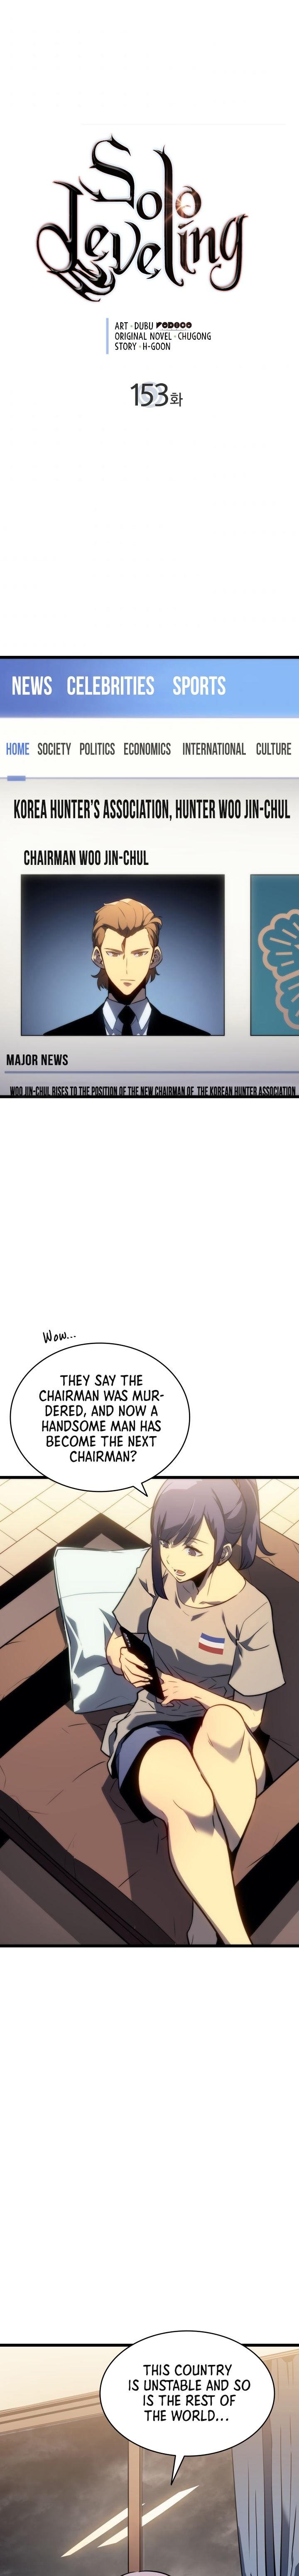 Solo
Leveling
ART · DUBU REDICE
ORIGINAL NOVEL · CHUGONG
STORY · H-GOON
153화
NEWS CELEBRITIES SPORTS
HOME SOCIETY POLITICS ECONOMICS INTERNATIONAL CULTURE
KOREA HUNTER'S ASSOCIATION, HUNTER WOO JIN-CHUL
CHAIRMAN WOO JIN-CHUL
MAJOR NEWS
WOO JIN-CHUL RISES TO THE POSITION OF THE NEW CHAIRMAN OF THE KOREAN HUNTER ASSOCIATION
Wow...
THEY SAY THE
CHAIRMAN WAS MUR-
DERED, AND NOW A
HANDSOME MAN HAS
BECOME THE NEXT
CHAIRMAN?
THIS COUNTRY
IS UNSTABLE AND SO
IS THE REST OF
THE WORLD...